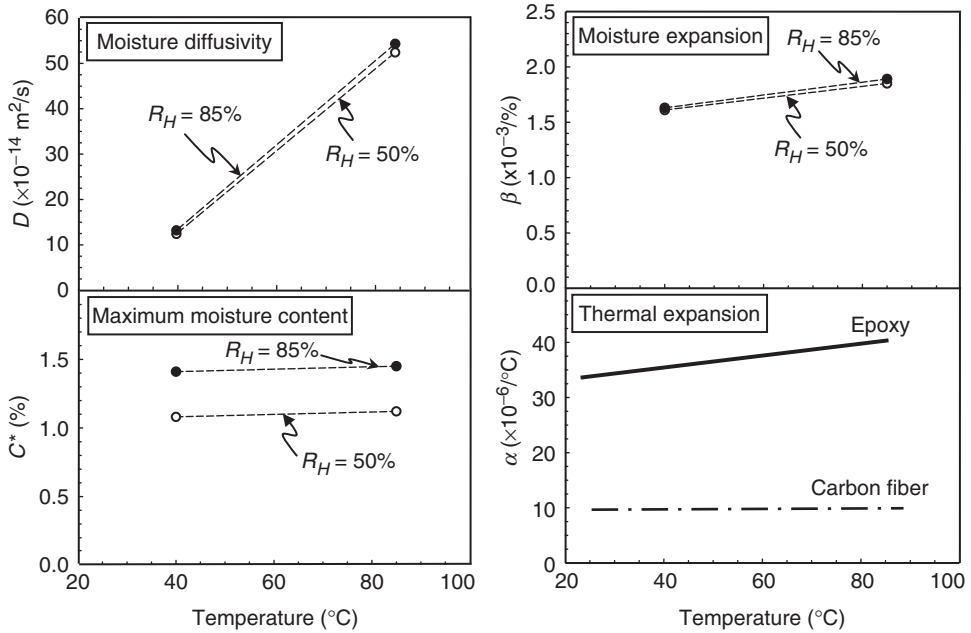 Moisture diffusivity
D (×10⁻¹⁴ m²/s)
60
50
40
30
20
10
0
R_H = 85%
R_H = 50%
Moisture expansion
β (x10⁻³/%)
2.5
2.0
1.5
1.0
0.5
0.0
R_H = 85%
R_H = 50%
Maximum moisture content
C* (%)
1.5
1.0
0.5
0.0
R_H = 85%
R_H = 50%
20 40 60 80 100
Temperature (°C)
Thermal expansion
α (×10⁻⁶/°C)
40
30
20
10
0
Epoxy
Carbon fiber
20 40 60 80 100
Temperature (°C)